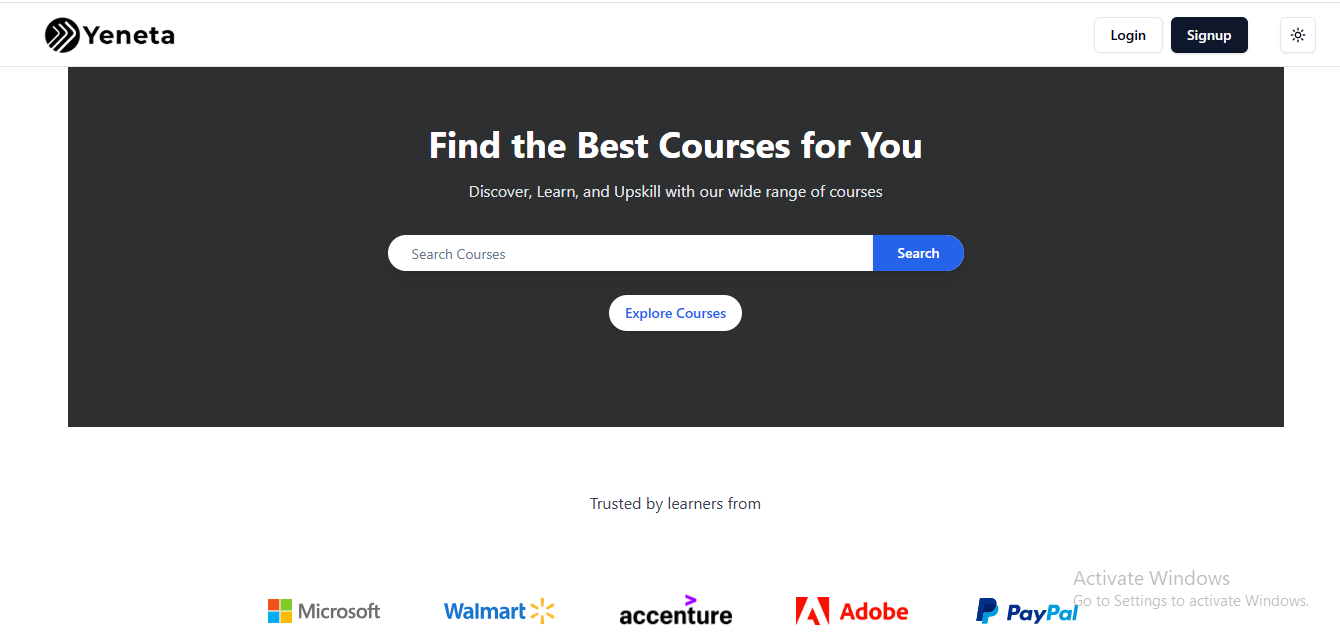 Yeneta
Login
Signup
Find the Best Courses for You
Discover, Learn, and Upskill with our wide range of courses
Search Courses
Search
Explore Courses
Trusted by learners from
Microsoft
Walmart
accenture
Adobe
PayPal
Activate Windows
Go to Settings to activate Windows.